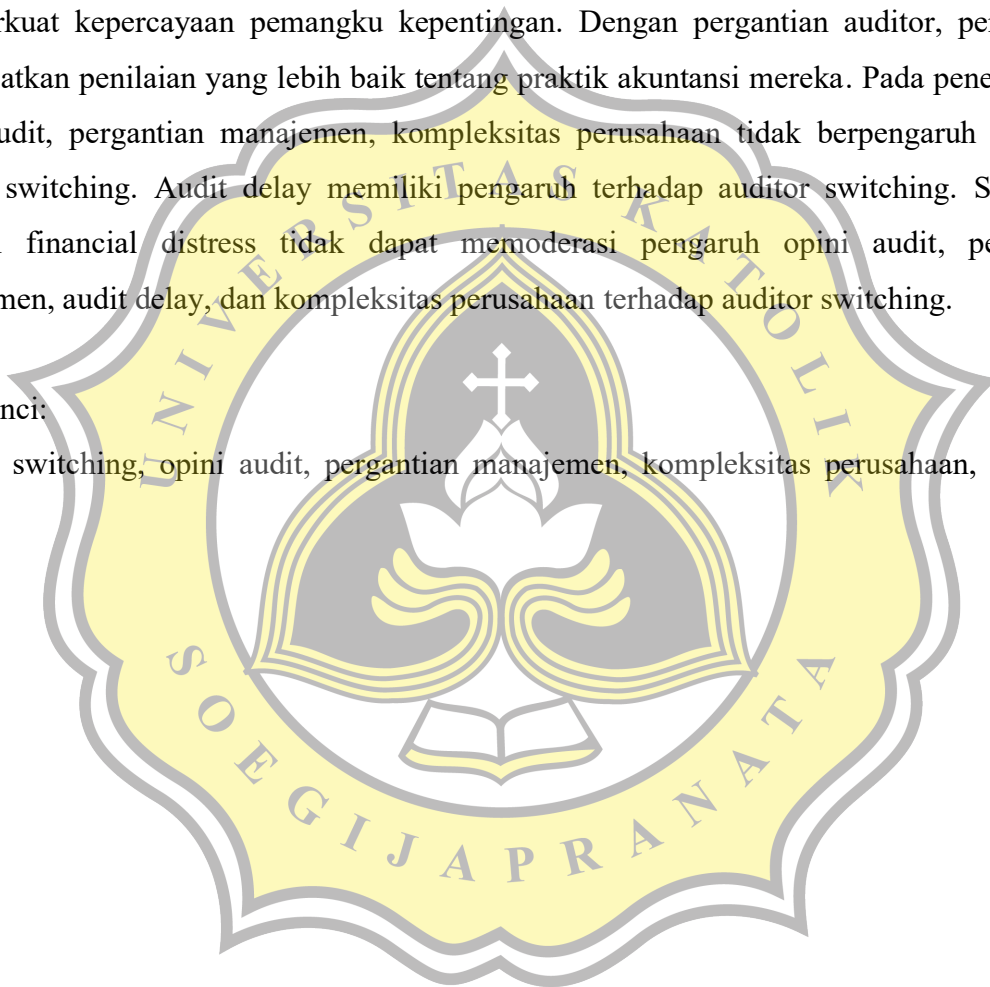 rkuat kepercayaan pemangku kepentingan. Dengan pergantian auditor, per
atkan penilaian yang lebih baik tentang praktik akuntansi mereka. Pada pene
udit, pergantian manajemen, kompleksitas perusahaan tidak berpengaruh
switching. Audit delay memiliki pengaruh terhadap auditor switching. S
financial distress tidak dapat memoderasi pengaruh opini audit, pe
men, audit delay, dan kompleksitas perusahaan terhadap auditor switching.
nci:
switching, opini audit, pergantian manajemen, kompleksitas perusahaan,
UNIVERSITAS KATOLIK
SOEGIJAPRANATA